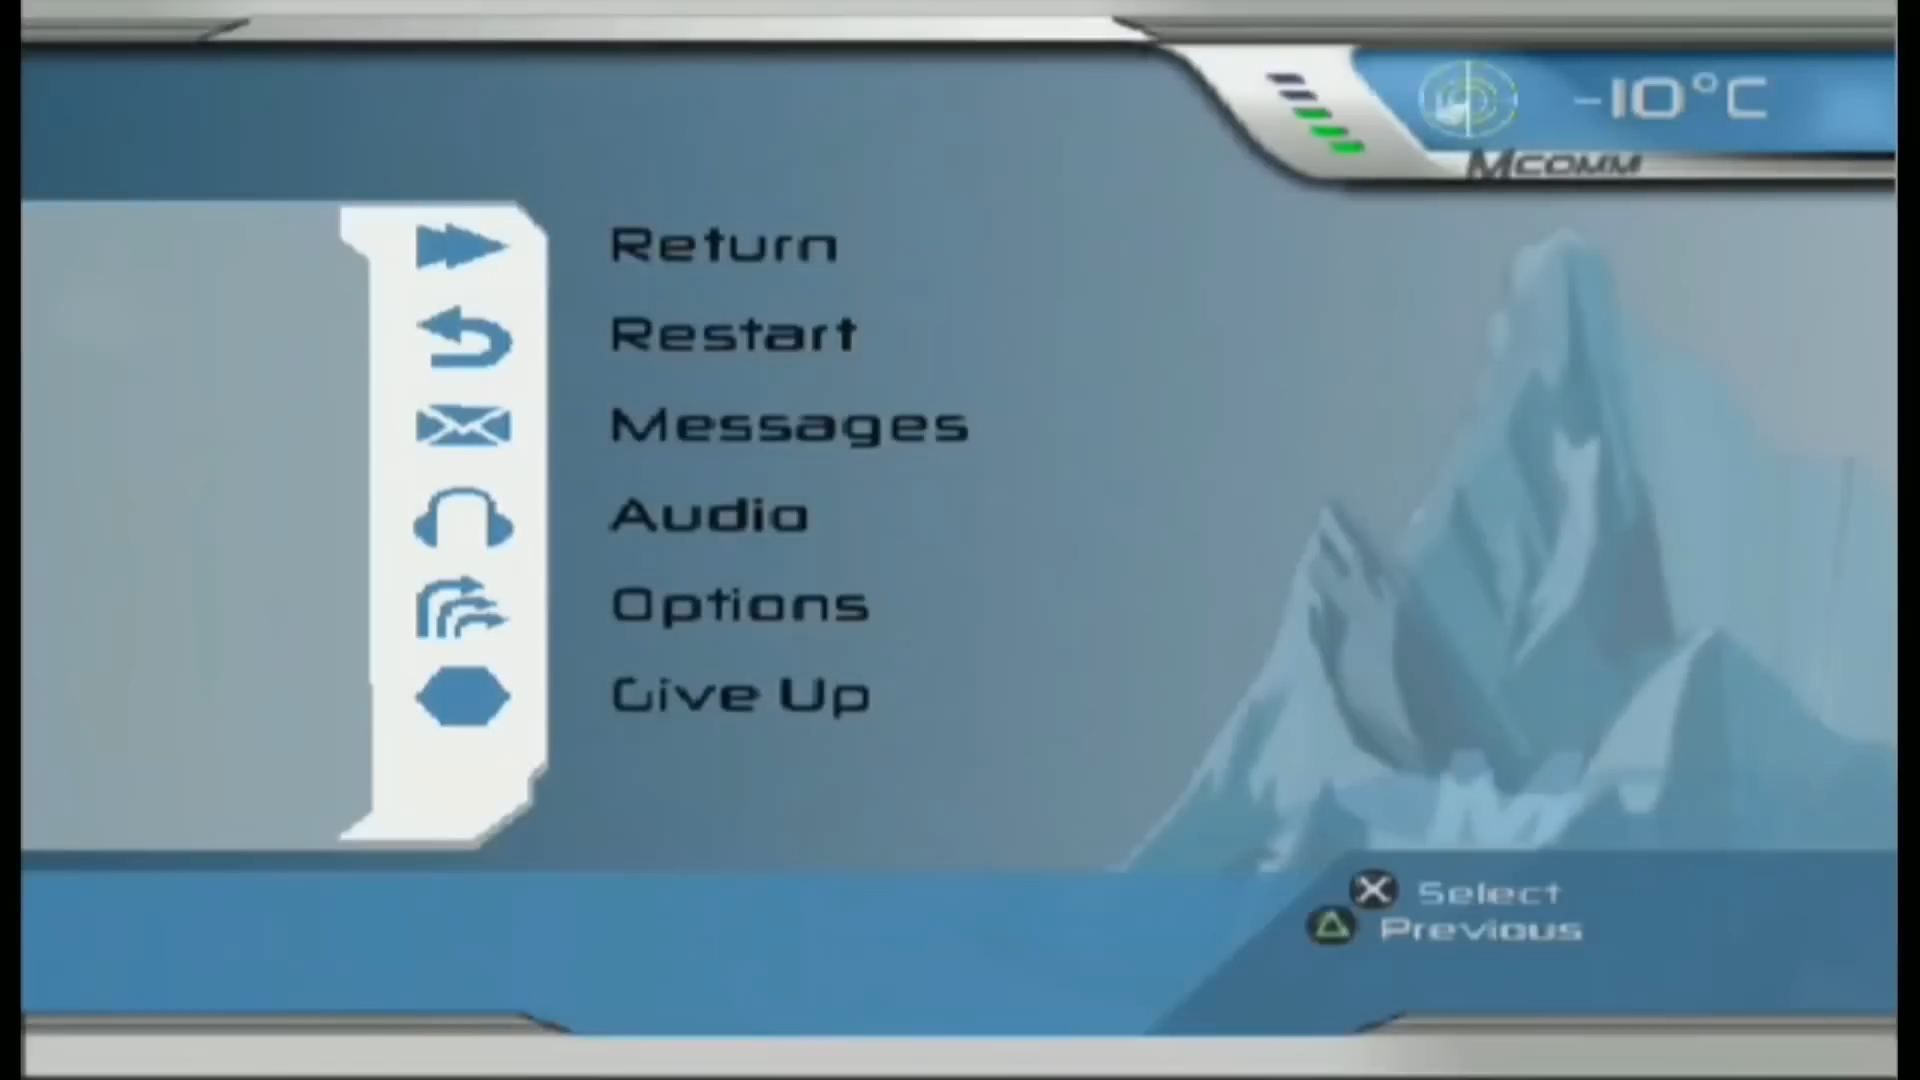 -10°C
Mcomm
Return
Restart
Messages
Audio
Options
Give Up
Select
Previous